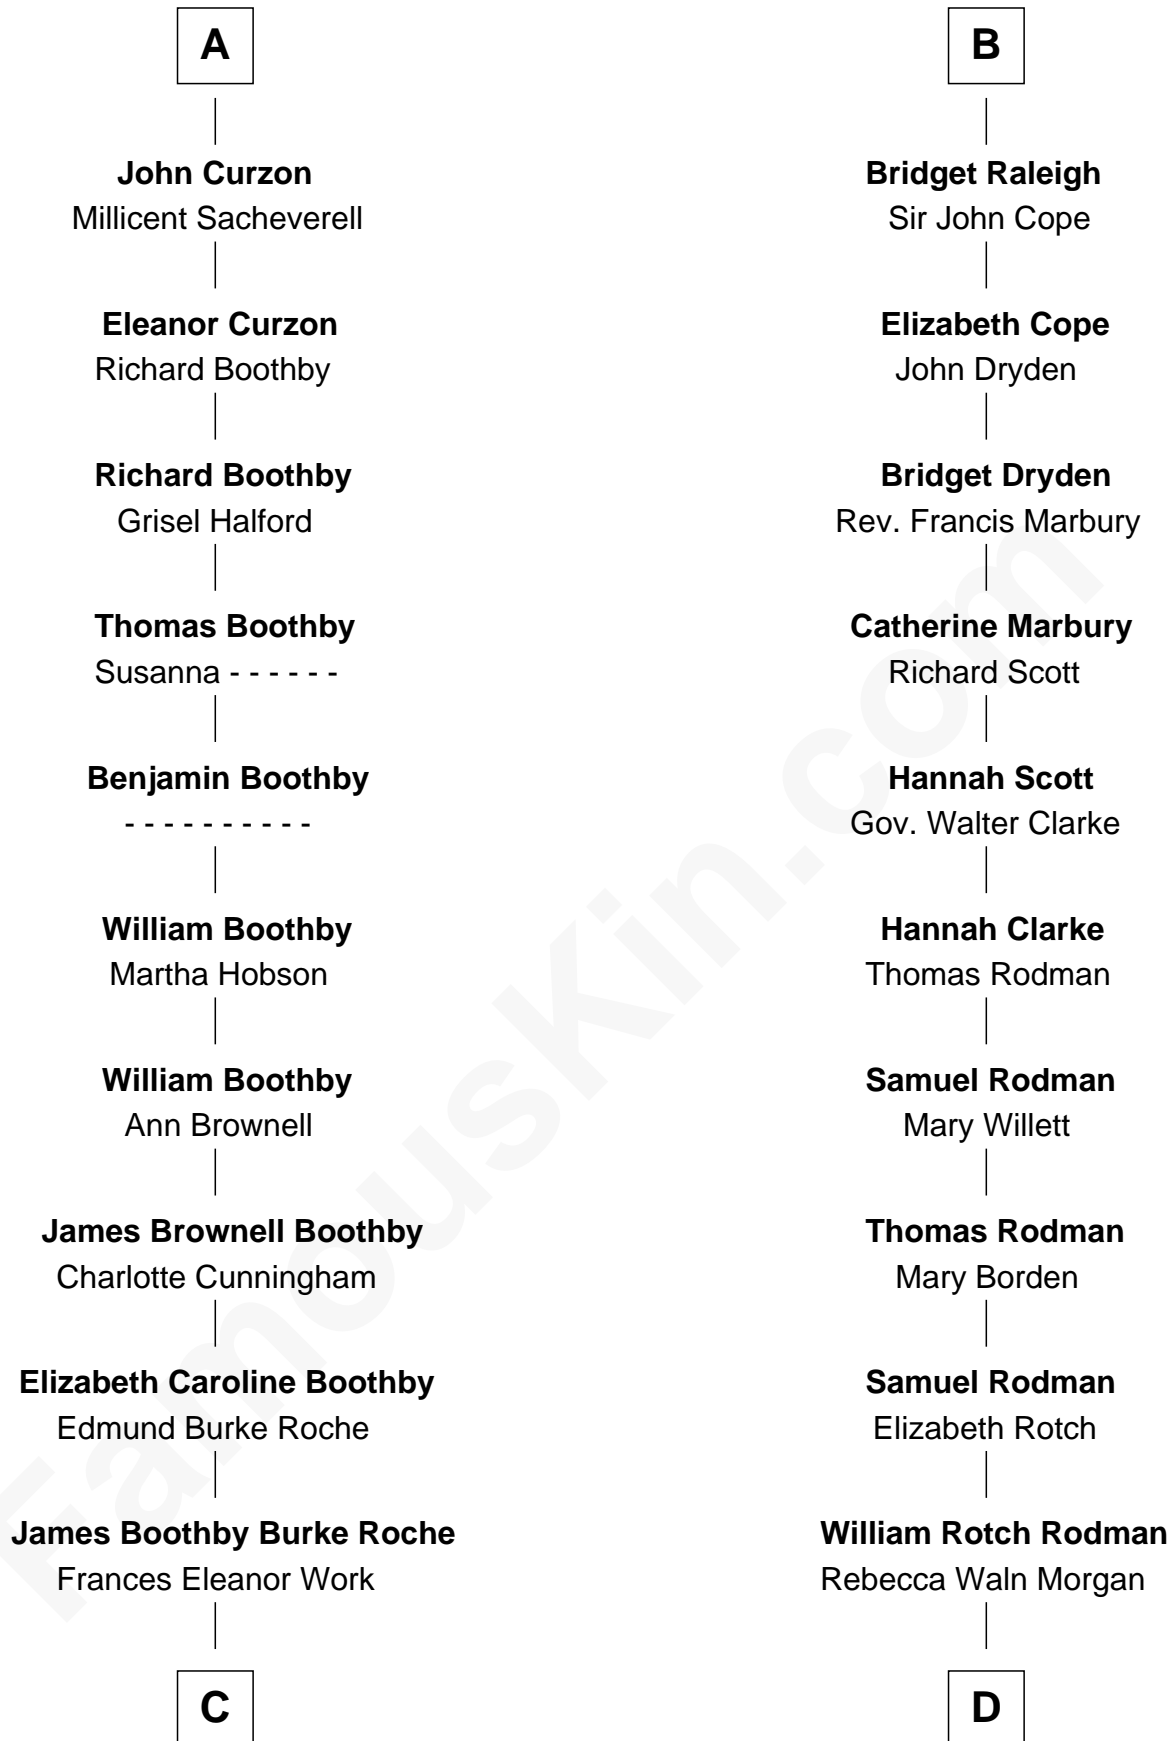 A
John Curzon
Millicent Sacheverell
Eleanor Curzon
Richard Boothby
Richard Boothby
Grisel Halford
Thomas Boothby
Susanna - - - - - -
Benjamin Boothby
- - - - - - - - - -
William Boothby
Martha Hobson
William Boothby
Ann Brownell
James Brownell Boothby
Charlotte Cunningham
Elizabeth Caroline Boothby
Edmund Burke Roche
James Boothby Burke Roche
Frances Eleanor Work
C
B
Bridget Raleigh
Sir John Cope
Elizabeth Cope
John Dryden
Bridget Dryden
Rev. Francis Marbury
Catherine Marbury
Richard Scott
Hannah Scott
Gov. Walter Clarke
Hannah Clarke
Thomas Rodman
Samuel Rodman
Mary Willett
Thomas Rodman
Mary Borden
Samuel Rodman
Elizabeth Rotch
William Rotch Rodman
Rebecca Waln Morgan
D
FamousKin.com